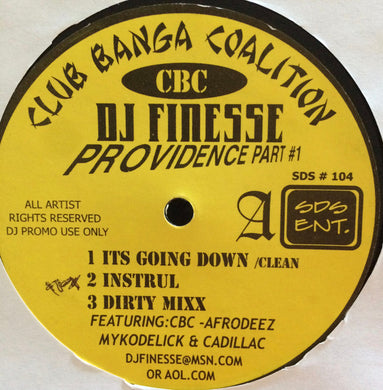 CLUB BANGA COALITION
CBC
DJ FINESSE
PROVIDENCE PART #1
SDS # 104
ALL ARTIST
RIGHTS RESERVED
DJ PROMO USE ONLY
A
SDS
ENT.
1 ITS GOING DOWN /CLEAN
2 INSTRUL
3 DIRTY MIXX
FEATURING:CBC -AFRODEEZ
MYKODELICK & CADILLAC
DJFINESSE@MSN.COM
OR AOL.COM